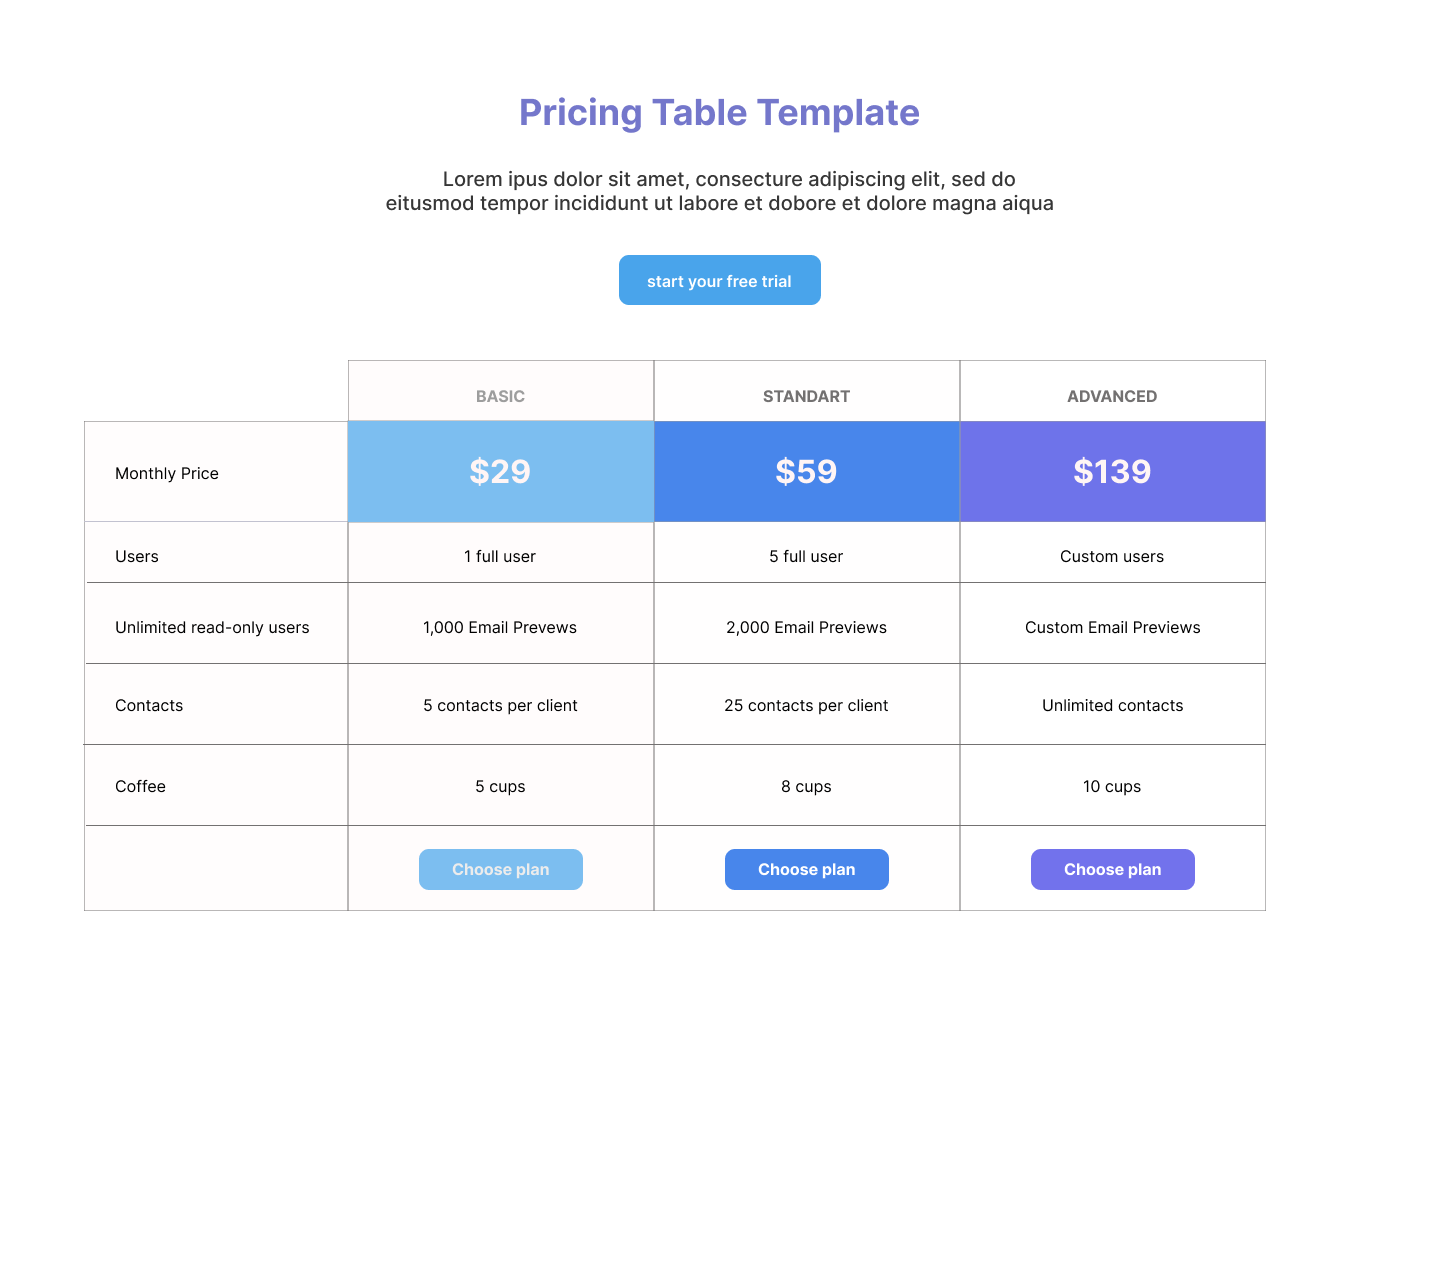 Pricing Table Template
Lorem ipus dolor sit amet, consecture adipiscing elit, sed do
eitusmod tempor incididunt ut labore et dobore et dolore magna aiqua
start your free trial
BASIC STANDART ADVANCED
Monthly Price $29 $59 $139
Users 1 full user 5 full user Custom users
Unlimited read-only users 1,000 Email Prevews 2,000 Email Previews Custom Email Previews
Contacts 5 contacts per client 25 contacts per client Unlimited contacts
Coffee 5 cups 8 cups 10 cups
Choose plan Choose plan Choose plan